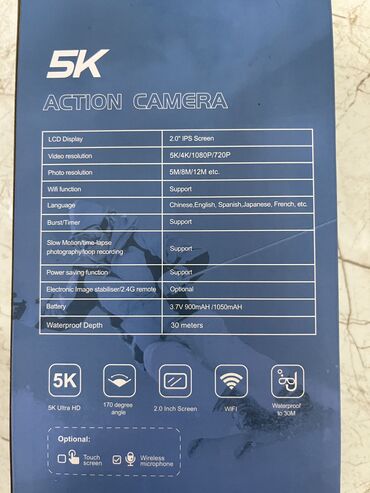 5K
ACTION CAMERA
LCD Display 2.0" IPS Screen
Video resolution 5K/4K/1080P/720P
Photo resolution 5M/8M/12M etc.
Wifi function Support
Language Chinese,English, Spanish,Japanese, French, etc.
Burst/Timer Support
Slow Motion/time-lapse
photography/loop recording Support
Power saving function Support
Electronic Image stabiliser/2.4G remote Optional
Battery 3.7V 900mAH /1050mAH
Waterproof Depth 30 meters
5K
5K Ultra HD
170 degree
angle
2.0 Inch Screen
WIFI
Waterproof
to 30M
Optional:
Touch
screen
Wireless
microphone